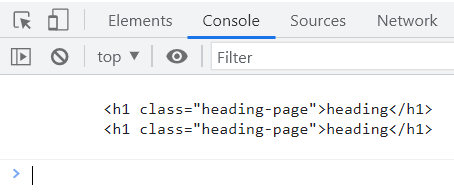 Elements Console Sources Network
top ▼ Filter
<h1 class="heading-page">heading</h1>
<h1 class="heading-page">heading</h1>
>